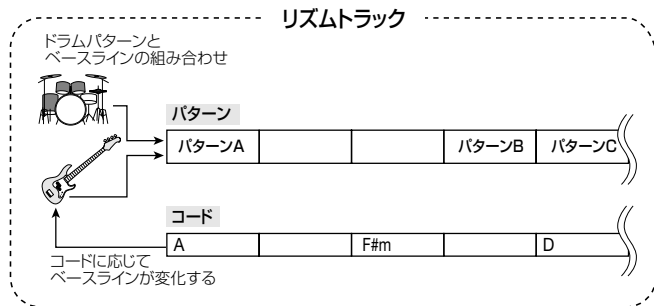 リズムトラック
ドラムパターンと
ベースラインの組み合わせ
パターン
パターンA
パターンB
パターンC
コード
A
F#m
D
コードに応じて
ベースラインが変化する